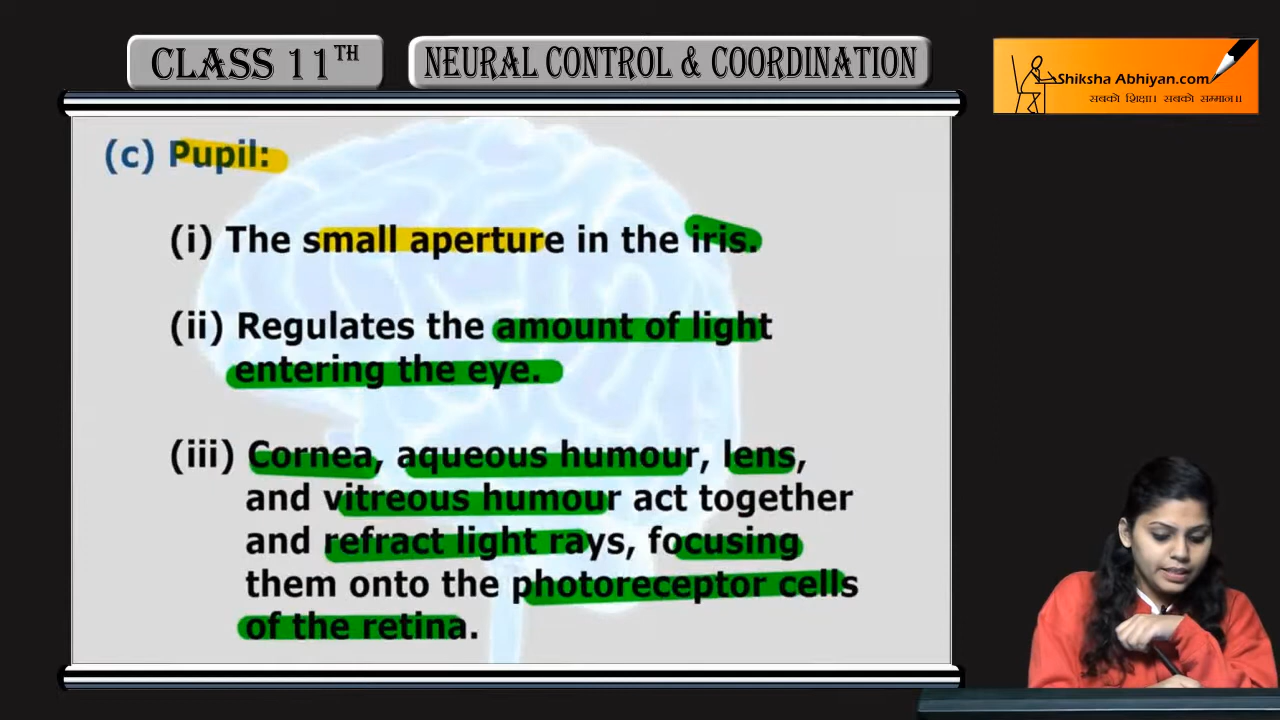 CLASS 11TH
NEURAL CONTROL & COORDINATION
Shiksha Abhiyan.com
सबको शिक्षा। सबको सम्मान।।
(c) Pupil:
(i) The small aperture in the iris.
(ii) Regulates the amount of light
entering the eye.
(iii) Cornea, aqueous humour, lens,
and vitreous humour act together
and refract light rays, focusing
them onto the photoreceptor cells
of the retina.